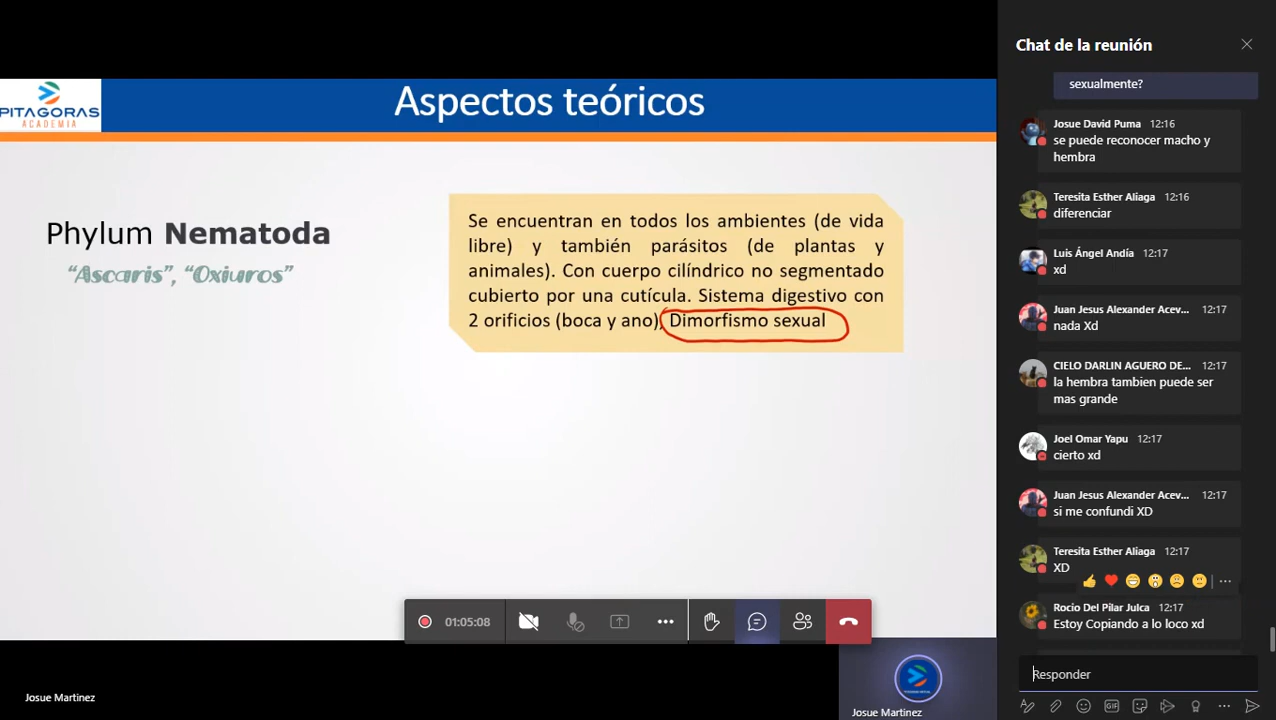 PITAGORAS
ACADEMIA
Aspectos teóricos
Phylum Nematoda
“Ascaris”, “Oxiuros”
Se encuentran en todos los ambientes (de vida
libre) y también parásitos (de plantas y
animales). Con cuerpo cilíndrico no segmentado
cubierto por una cutícula. Sistema digestivo con
2 orificios (boca y ano), Dimorfismo sexual
01:05:08
Josue Martinez
Josue Martinez
Chat de la reunión
sexualmente?
Josue David Puma 12:16
se puede reconocer macho y
hembra
Teresita Esther Aliaga 12:16
diferenciar
Luis Ángel Andía 12:17
xd
Juan Jesus Alexander Acev... 12:17
nada Xd
CIELO DARLIN AGUERO DE... 12:17
la hembra tambien puede ser
mas grande
Joel Omar Yapu 12:17
cierto xd
Juan Jesus Alexander Acev... 12:17
si me confundi XD
Teresita Esther Aliaga 12:17
XD
Rocio Del Pilar Julca 12:17
Estoy Copiando a lo loco xd
Responder
GIF